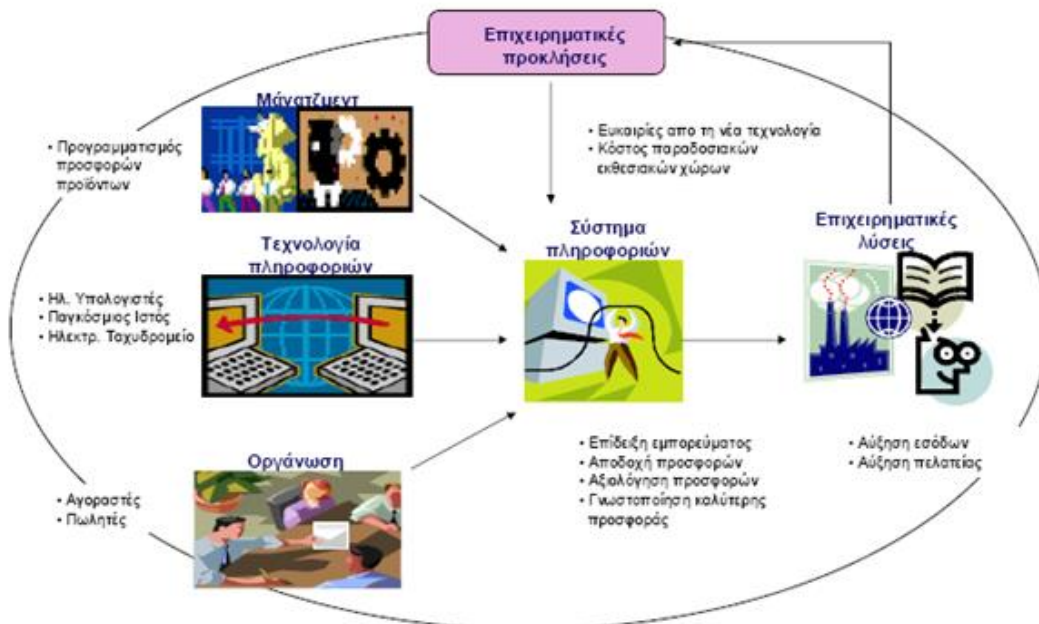 Επιχειρηματικές
προκλήσεις
Μάνατζμεντ
• Προγραμματισμός
προσφορών
προϊόντων
• Ευκαιρίες απο τη νέα τεχνολογία
• Κόστος παραδοσιακών
εκθεσιακών χώρων
Τεχνολογία
πληροφοριών
• Ηλ. Υπολογιστές
• Παγκόσμιος Ιστός
• Ηλεκτρ. Ταχυδρομείο
Σύστημα
πληροφοριών
Επιχειρηματικές
λύσεις
• Επίδειξη εμπορεύματος
• Αποδοχή προσφορών
• Αξιολόγηση προσφορών
• Γνωστοποίηση καλύτερης
προσφοράς
• Αύξηση εσόδων
• Αύξηση πελατείας
Οργάνωση
• Αγοραστές
• Πωλητές